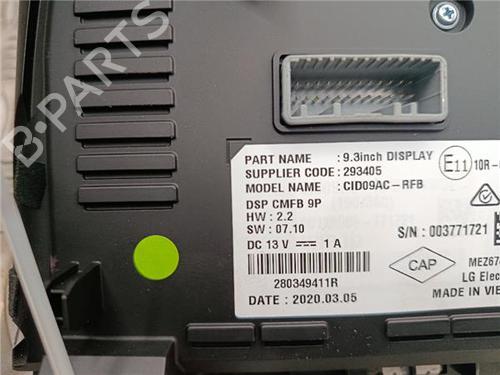 B-PARTS
PART NAME : 9.3inch DISPLAY
SUPPLIER CODE : 293405
MODEL NAME : CID09AC-RFB
E11 10R-
DSP CMFB 9P
HW : 2.2
SW : 07.10
S/N : 003771721
DC 13 V ⎓ 1 A
280349411R
CAP
MEZ67
LG Elec
DATE : 2020.03.05
MADE IN VIE